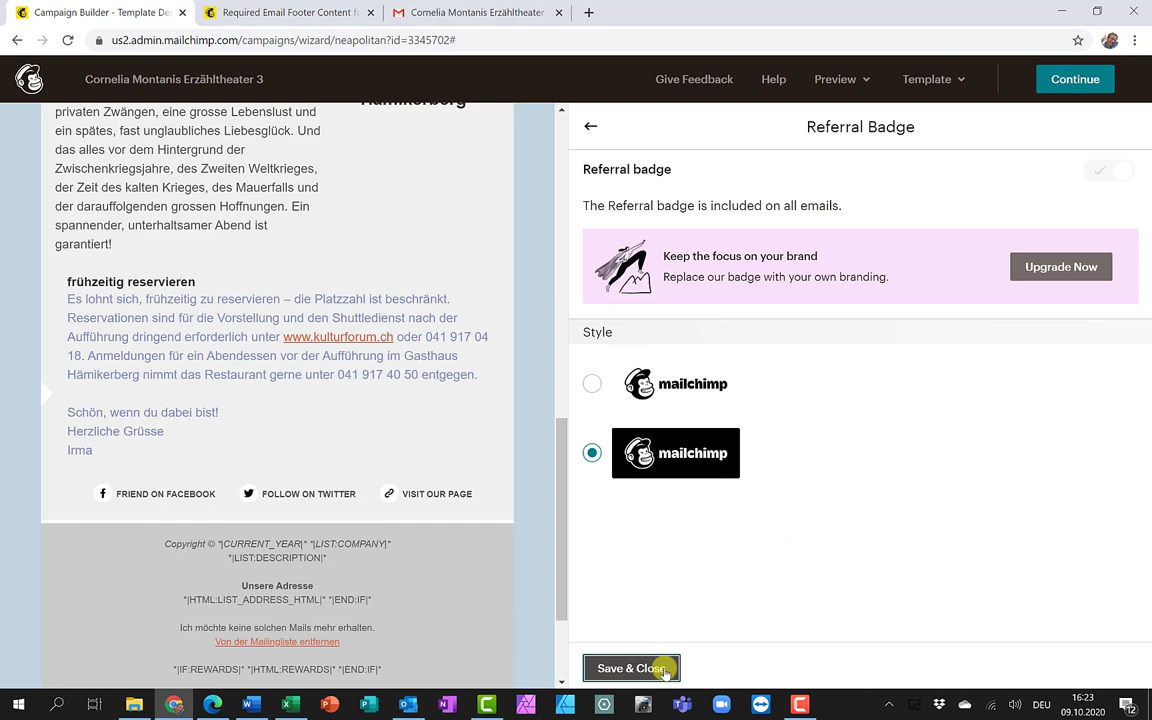 Campaign Builder - Template De
Required Email Footer Content fo
Cornelia Montanis Erzähltheater
us2.admin.mailchimp.com/campaigns/wizard/neapolitan?id=3345702#
Cornelia Montanis Erzähltheater 3
Give Feedback
Help
Preview
Template
Continue
privaten Zwängen, eine grosse Lebenslust und
ein spätes, fast unglaubliches Liebesglück. Und
das alles vor dem Hintergrund der
Zwischenkriegsjahre, des Zweiten Weltkrieges,
der Zeit des kalten Krieges, des Mauerfalls und
der darauffolgenden grossen Hoffnungen. Ein
spannender, unterhaltsamer Abend ist
garantiert!
Hämikerberg
frühzeitig reservieren
Es lohnt sich, frühzeitig zu reservieren – die Platzzahl ist beschränkt.
Reservationen sind für die Vorstellung und den Shuttledienst nach der
Aufführung dringend erforderlich unter www.kulturforum.ch oder 041 917 04
18. Anmeldungen für ein Abendessen vor der Aufführung im Gasthaus
Hämikerberg nimmt das Restaurant gerne unter 041 917 40 50 entgegen.
Schön, wenn du dabei bist!
Herzliche Grüsse
Irma
FRIEND ON FACEBOOK
FOLLOW ON TWITTER
VISIT OUR PAGE
Copyright © *|CURRENT_YEAR|* *|LIST:COMPANY|*
*|LIST:DESCRIPTION|*
Unsere Adresse
*|HTML:LIST_ADDRESS_HTML|* *|END:IF|*
Ich möchte keine solchen Mails mehr erhalten.
Von der Mailingliste entfernen
*|IF:REWARDS|* *|HTML:REWARDS|* *|END:IF|*
Referral Badge
Referral badge
The Referral badge is included on all emails.
Keep the focus on your brand
Replace our badge with your own branding.
Upgrade Now
Style
mailchimp
mailchimp
Save & Close
DEU
16:23
09.10.2020
12